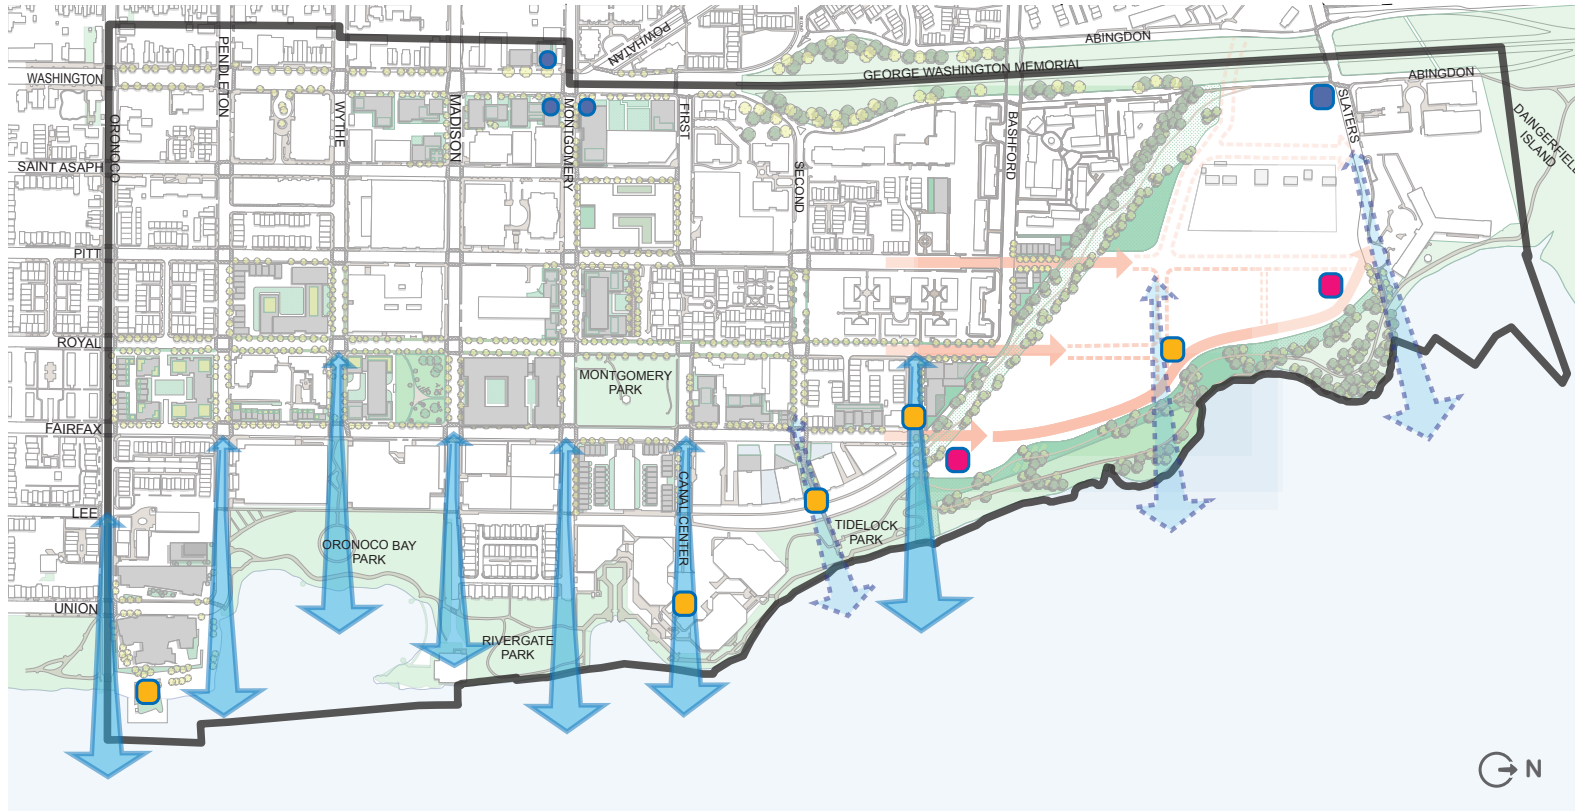 ABINGDON
POWHATAN
GEORGE WASHINGTON MEMORIAL
ABINGDON
WASHINGTON
PENDLETON
WYTHE
MADISON
MONTGOMERY
FIRST
SECOND
BASHFORD
SLATERS
DAINGERFIELD
ISLAND
ORONOCO
SAINT ASAPH
PITT
ROYAL
MONTGOMERY
PARK
FAIRFAX
CANAL CENTER
LEE
TIDELOCK
PARK
ORONOCO BAY
PARK
UNION
RIVERGATE
PARK
N